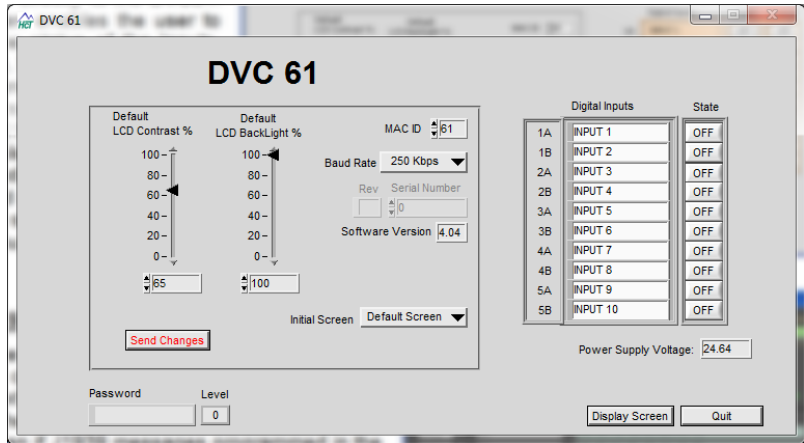 HCT DVC 61
DVC 61
Default
LCD Contrast %
100
80
60
40
20
0
65
Default
LCD BackLight %
100
80
60
40
20
0
100
MAC ID 61
Baud Rate 250 Kbps
Rev Serial Number
0
Software Version 4.04
Initial Screen Default Screen
Send Changes
Password Level
0
Digital Inputs State
1A INPUT 1 OFF
1B INPUT 2 OFF
2A INPUT 3 OFF
2B INPUT 4 OFF
3A INPUT 5 OFF
3B INPUT 6 OFF
4A INPUT 7 OFF
4B INPUT 8 OFF
5A INPUT 9 OFF
5B INPUT 10 OFF
Power Supply Voltage: 24.64
Display Screen Quit